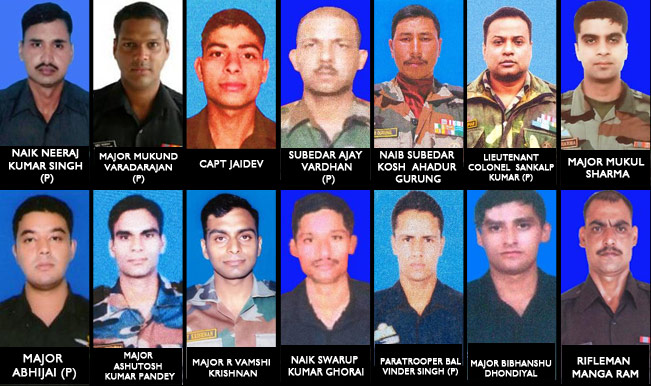 NAIK NEERAJ
KUMAR SINGH
(P)
MAJOR MUKUND
VARADARAJAN
(P)
CAPT JAIDEV
SUBEDAR AJAY
VARDHAN
(P)
NAIB SUBEDAR
KOSH AHADUR
GURUNG
LIEUTENANT
COLONEL SANKALP
KUMAR (P)
MAJOR MUKUL
SHARMA
MAJOR
ABHIJAI (P)
MAJOR
ASHUTOSH
KUMAR PANDEY
MAJOR R VAMSHI
KRISHNAN
NAIK SWARUP
KUMAR GHORAI
PARATROOPER BAL
VINDER SINGH (P)
MAJOR BIBHANSHU
DHONDIYAL
RIFLEMAN
MANGA RAM